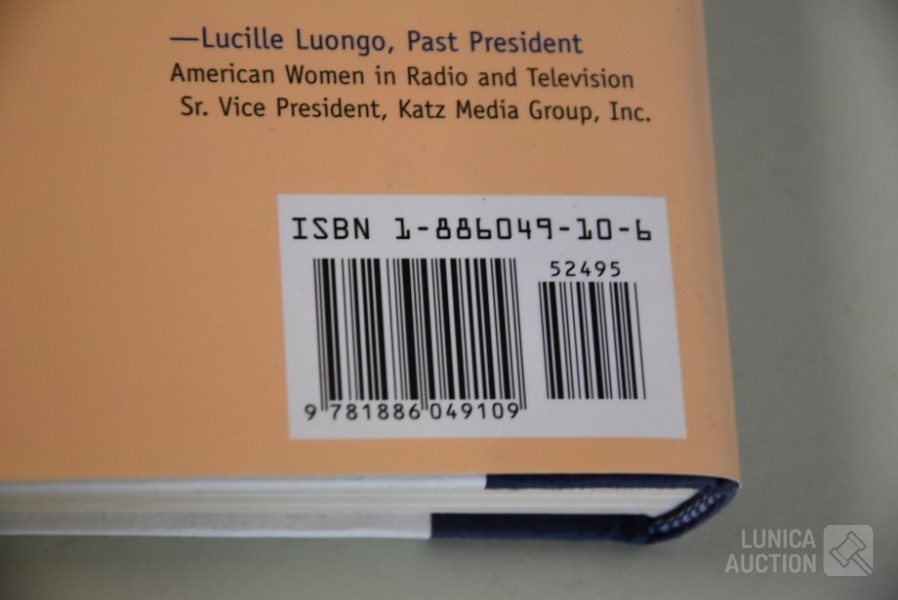 —Lucille Luongo, Past President
American Women in Radio and Television
Sr. Vice President, Katz Media Group, Inc.
ISBN 1-886049-10-6
52495
9 781886 049109
LUNICA
AUCTION